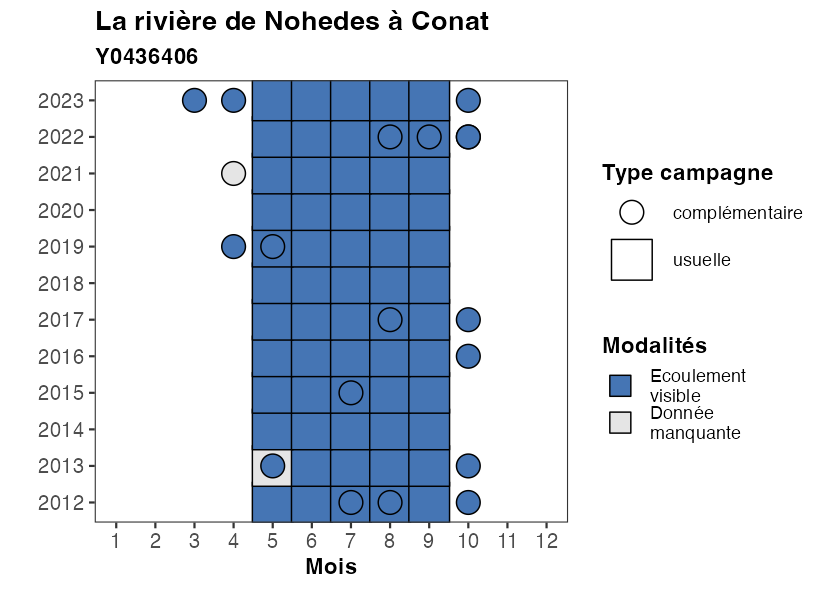 La rivière de Nohedes à Conat
Y0436406
2023
2022
2021
2020
2019
2018
2017
2016
2015
2014
2013
2012
1 2 3 4 5 6 7 8 9 10 11 12
Mois
Type campagne
complémentaire
usuelle
Modalités
Ecoulement
visible
Donnée
manquante